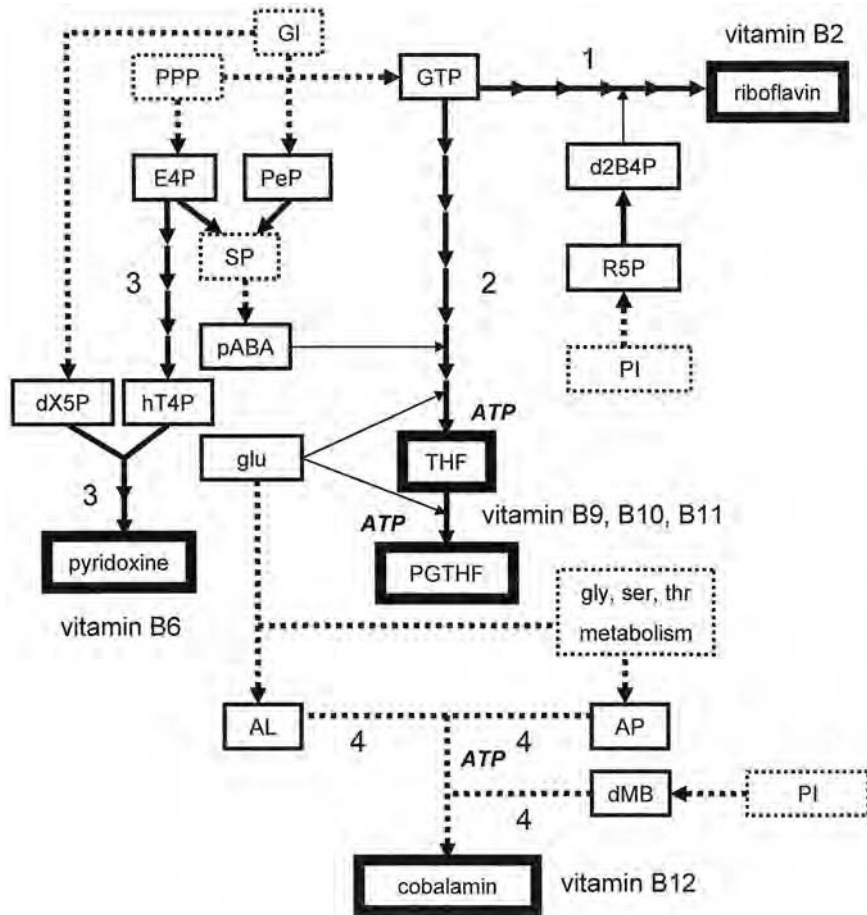 vitamin B2
Gl
PPP
GTP
1
riboflavin
E4P
PeP
d2B4P
SP
R5P
3
2
pABA
PI
dX5P
hT4P
ATP
glu
THF
3
ATP
vitamin B9, B10, B11
pyridoxine
PGTHF
gly, ser, thr
metabolism
vitamin B6
AL
AP
4
4
ATP
dMB
PI
4
cobalamin
vitamin B12